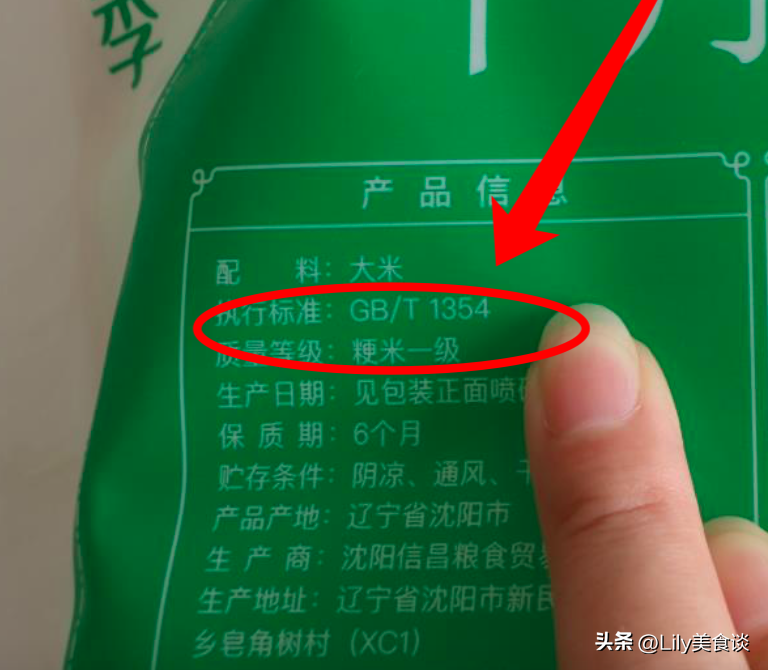 李
产品信息
配料：大米
执行标准：GB/T 1354
质量等级：粳米一级
生产日期：见包装正面喷
保质期：6个月
贮存条件：阴凉、通风、
产品产地：辽宁省沈阳市
生产商：沈阳信昌粮食贸
生产地址：辽宁省沈阳市新民
乡皂角树村（XC1）
头条 @Lily美食谈